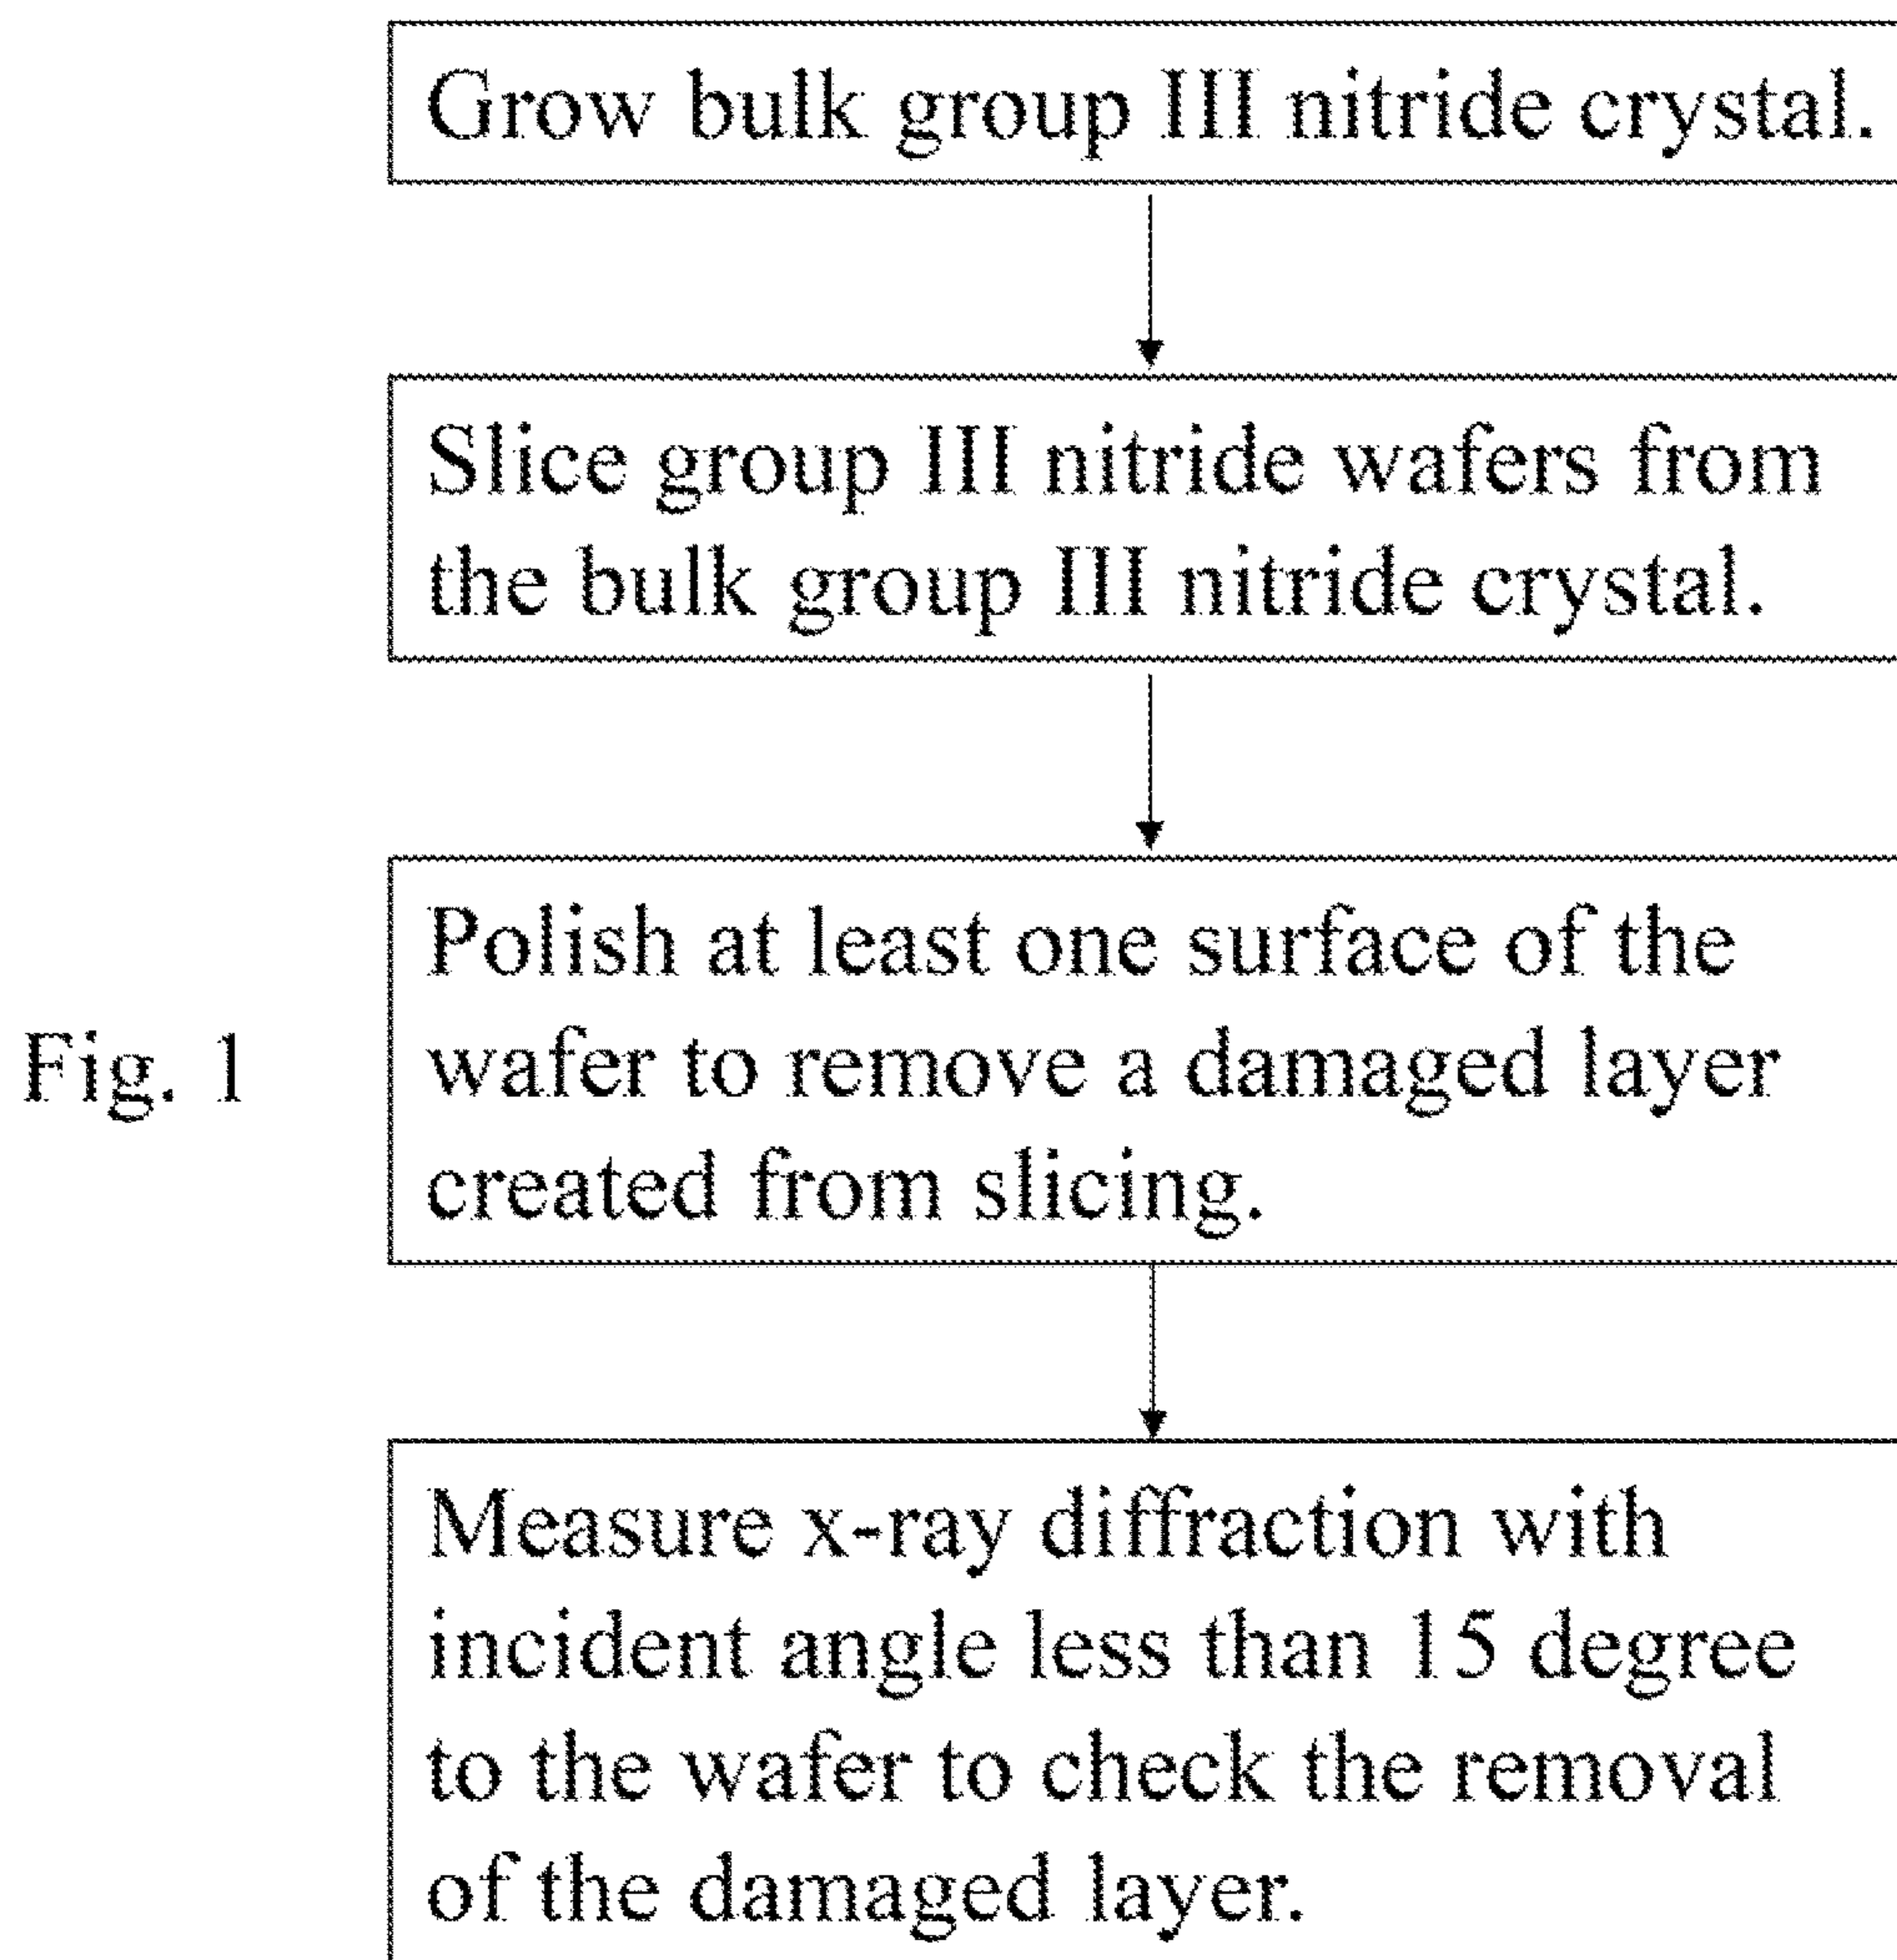 Grow bulk group III nitride crystal.
Slice group III nitride wafers from
the bulk group III nitride crystal.
Polish at least one surface of the
wafer to remove a damaged layer
created from slicing.
Fig. 1
Measure x-ray diffraction with
incident angle less than 15 degree
to the wafer to check the removal
of the damaged layer.